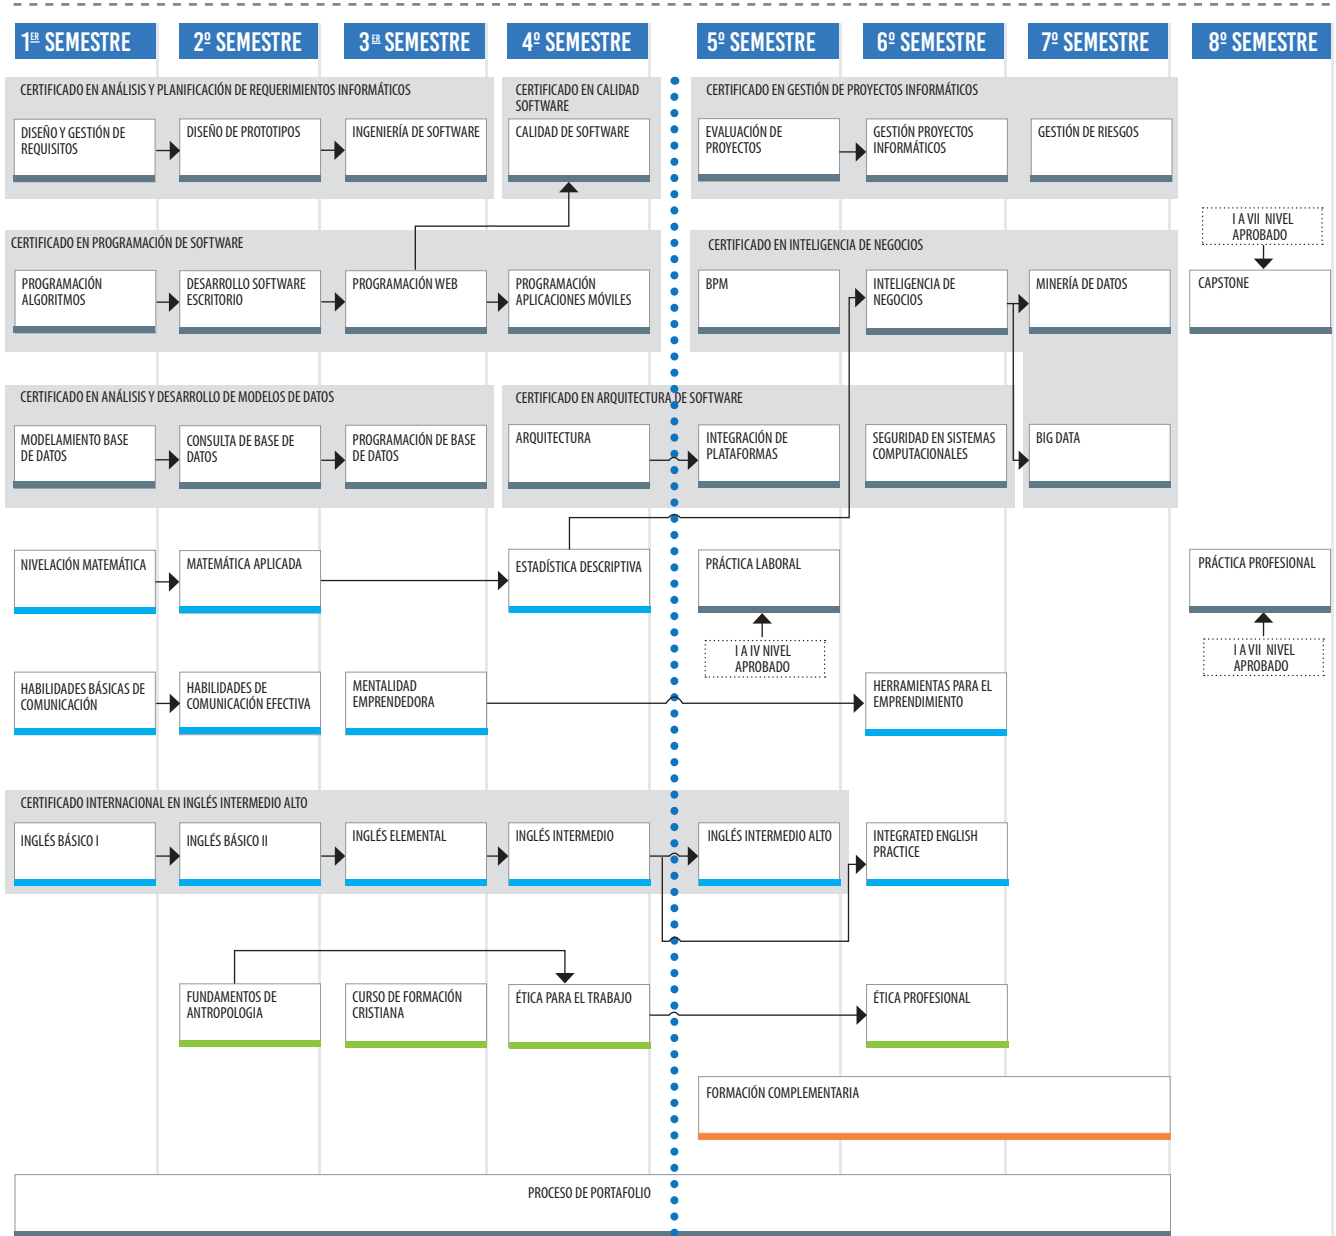 1ER SEMESTRE
2º SEMESTRE
3ER SEMESTRE
4º SEMESTRE
5º SEMESTRE
6º SEMESTRE
7º SEMESTRE
8º SEMESTRE
CERTIFICADO EN ANÁLISIS Y PLANIFICACIÓN DE REQUERIMIENTOS INFORMÁTICOS
CERTIFICADO EN CALIDAD
SOFTWARE
CERTIFICADO EN GESTIÓN DE PROYECTOS INFORMÁTICOS
DISEÑO Y GESTIÓN DE
REQUISITOS
DISEÑO DE PROTOTIPOS
INGENIERÍA DE SOFTWARE
CALIDAD DE SOFTWARE
EVALUACIÓN DE
PROYECTOS
GESTIÓN PROYECTOS
INFORMÁTICOS
GESTIÓN DE RIESGOS
I A VII NIVEL
APROBADO
CERTIFICADO EN PROGRAMACIÓN DE SOFTWARE
CERTIFICADO EN INTELIGENCIA DE NEGOCIOS
PROGRAMACIÓN
ALGORITMOS
DESARROLLO SOFTWARE
ESCRITORIO
PROGRAMACIÓN WEB
PROGRAMACIÓN
APLICACIONES MÓVILES
BPM
INTELIGENCIA DE
NEGOCIOS
MINERÍA DE DATOS
CAPSTONE
CERTIFICADO EN ANÁLISIS Y DESARROLLO DE MODELOS DE DATOS
CERTIFICADO EN ARQUITECTURA DE SOFTWARE
MODELAMIENTO BASE
DE DATOS
CONSULTA DE BASE DE
DATOS
PROGRAMACIÓN DE BASE
DE DATOS
ARQUITECTURA
INTEGRACIÓN DE
PLATAFORMAS
SEGURIDAD EN SISTEMAS
COMPUTACIONALES
BIG DATA
NIVELACIÓN MATEMÁTICA
MATEMÁTICA APLICADA
ESTADÍSTICA DESCRIPTIVA
PRÁCTICA LABORAL
PRÁCTICA PROFESIONAL
I A IV NIVEL
APROBADO
I A VII NIVEL
APROBADO
HABILIDADES BÁSICAS DE
COMUNICACIÓN
HABILIDADES DE
COMUNICACIÓN EFECTIVA
MENTALIDAD
EMPRENDEDORA
HERRAMIENTAS PARA EL
EMPRENDIMIENTO
CERTIFICADO INTERNACIONAL EN INGLÉS INTERMEDIO ALTO
INGLÉS BÁSICO I
INGLÉS BÁSICO II
INGLÉS ELEMENTAL
INGLÉS INTERMEDIO
INGLÉS INTERMEDIO ALTO
INTEGRATED ENGLISH
PRACTICE
FUNDAMENTOS DE
ANTROPOLOGIA
CURSO DE FORMACIÓN
CRISTIANA
ÉTICA PARA EL TRABAJO
ÉTICA PROFESIONAL
FORMACIÓN COMPLEMENTARIA
PROCESO DE PORTAFOLIO